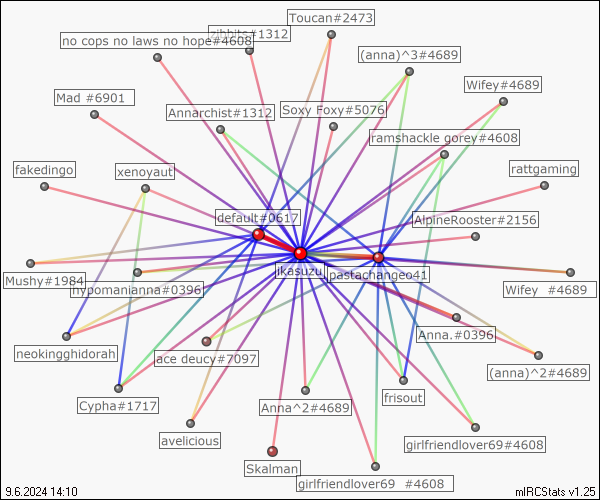 Toucan#2473
zibbits#1312
no cops no laws no hope#4608
(anna)^3#4689
Wifey#4689
Mad #6901
Annarchist#1312
Soxy Foxy#5076
ramshackle gorey#4608
fakedingo
xenoyaut
rattgaming
default#0617
AlpineRooster#2156
jkasuzu
pastachangeo41
Mushy#1984
nypomanianna#0396
Wifey #4689
Anna.#0396
neokingghidorah
ace deucy#7097
(anna)^2#4689
Cypha#1717
Anna^2#4689
frisout
avelicious
girlfriendlover69#4608
Skalman
girlfriendlover69 #4608
9.6.2024 14:10
mIRCStats v1.25